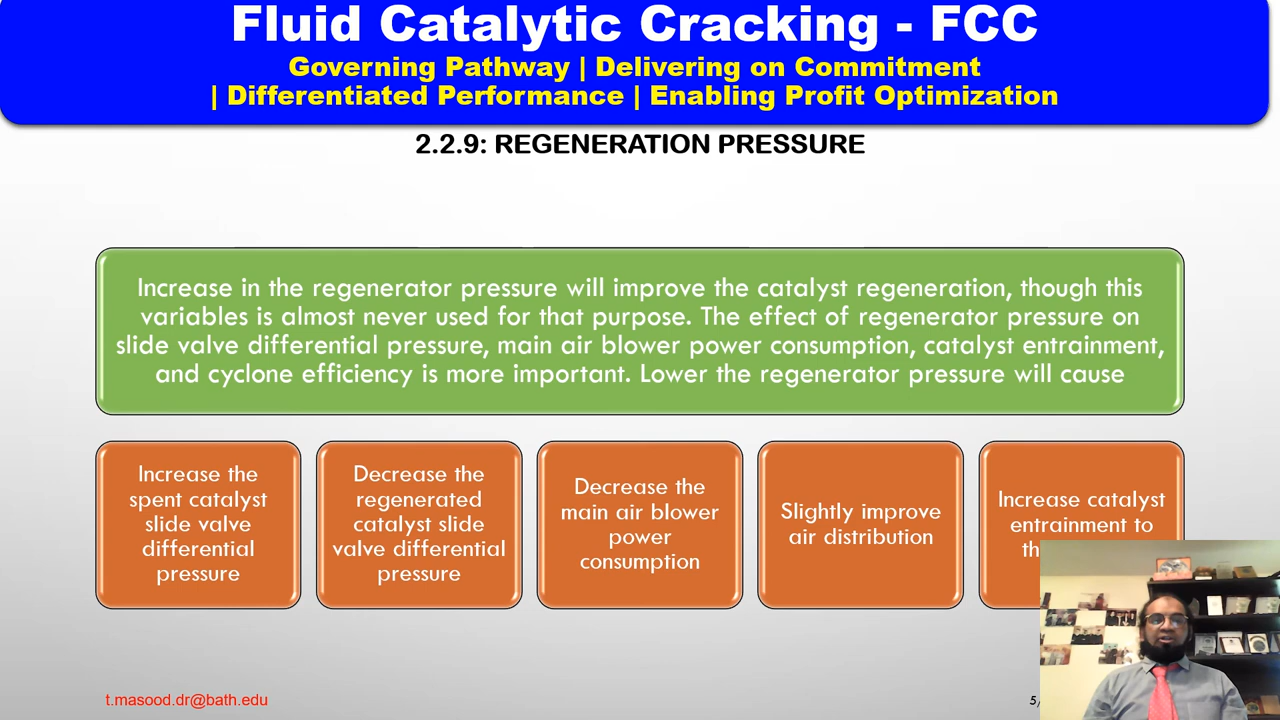 Fluid Catalytic Cracking - FCC
Governing Pathway | Delivering on Commitment
| Differentiated Performance | Enabling Profit Optimization
2.2.9: REGENERATION PRESSURE
Increase in the regenerator pressure will improve the catalyst regeneration, though this
variables is almost never used for that purpose. The effect of regenerator pressure on
slide valve differential pressure, main air blower power consumption, catalyst entrainment,
and cyclone efficiency is more important. Lower the regenerator pressure will cause
Increase the
spent catalyst
slide valve
differential
pressure
Decrease the
regenerated
catalyst slide
valve differential
pressure
Decrease the
main air blower
power
consumption
Slightly improve
air distribution
Increase catalyst
entrainment to
t.masood.dr@bath.edu
5/